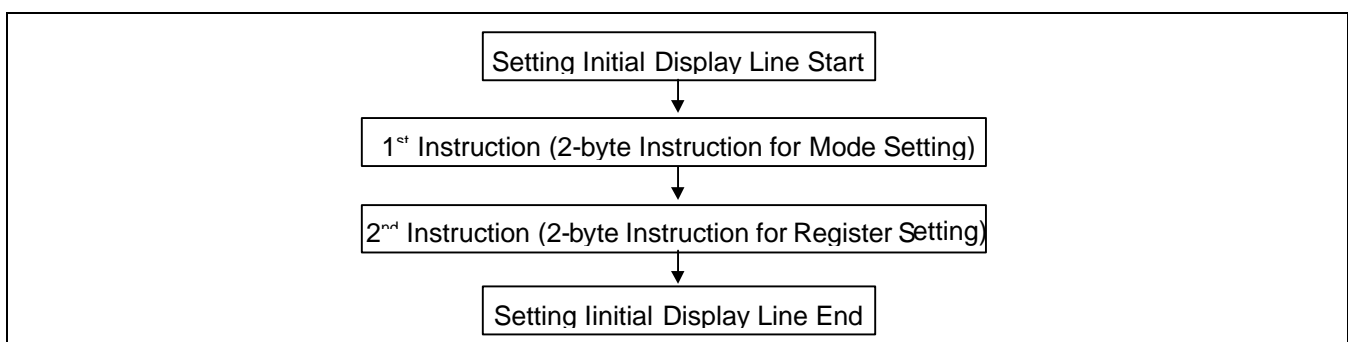 Setting Initial Display Line Start
1st Instruction (2-byte Instruction for Mode Setting)
2nd Instruction (2-byte Instruction for Register Setting)
Setting Iinitial Display Line End